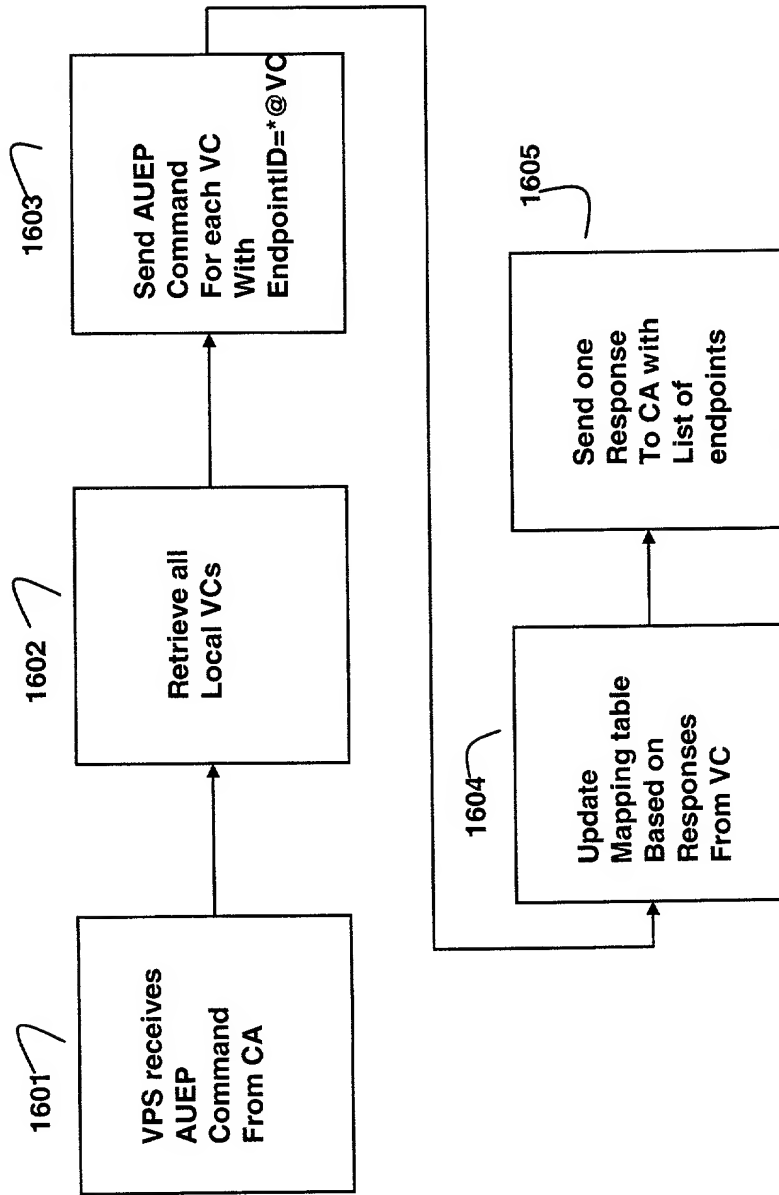 1601
VPS receives
AUEP
Command
From CA
1602
Retrieve all
Local VCs
1603
Send AUEP
Command
For each VC
With
EndpointID=*@VC
1604
Update
Mapping table
Based on
Responses
From VC
1605
Send one
Response
To CA with
List of
endpoints